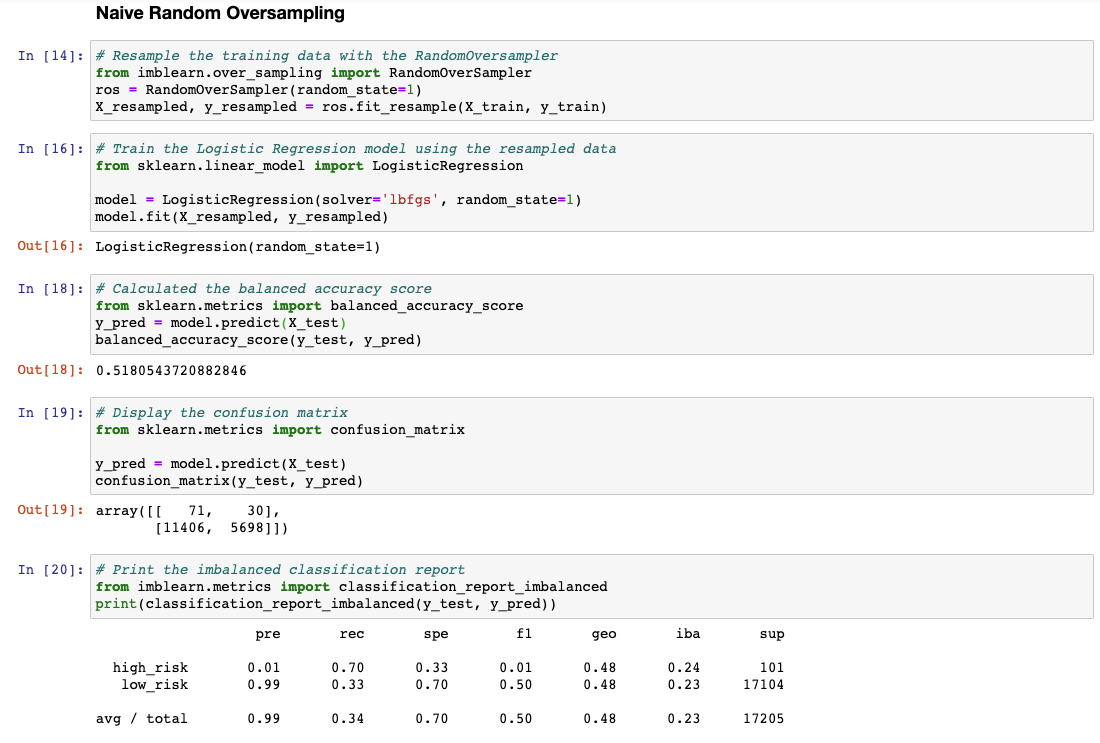 Naive Random Oversampling
In [14]: # Resample the training data with the RandomOversampler
from imblearn.over_sampling import RandomOverSampler
ros = RandomOverSampler(random_state=1)
X_resampled, y_resampled = ros.fit_resample(X_train, y_train)
In [16]: # Train the Logistic Regression model using the resampled data
from sklearn.linear_model import LogisticRegression
model = LogisticRegression(solver='lbfgs', random_state=1)
model.fit(X_resampled, y_resampled)
Out[16]: LogisticRegression(random_state=1)
In [18]: # Calculated the balanced accuracy score
from sklearn.metrics import balanced_accuracy_score
y_pred = model.predict(X_test)
balanced_accuracy_score(y_test, y_pred)
Out[18]: 0.5180543720882846
In [19]: # Display the confusion matrix
from sklearn.metrics import confusion_matrix
y_pred = model.predict(X_test)
confusion_matrix(y_test, y_pred)
Out[19]: array([[   71,    30],
       [11406,  5698]])
In [20]: # Print the imbalanced classification report
from imblearn.metrics import classification_report_imbalanced
print(classification_report_imbalanced(y_test, y_pred))
pre rec spe f1 geo iba sup
high_risk 0.01 0.70 0.33 0.01 0.48 0.24 101
low_risk 0.99 0.33 0.70 0.50 0.48 0.23 17104
avg / total 0.99 0.34 0.70 0.50 0.48 0.23 17205